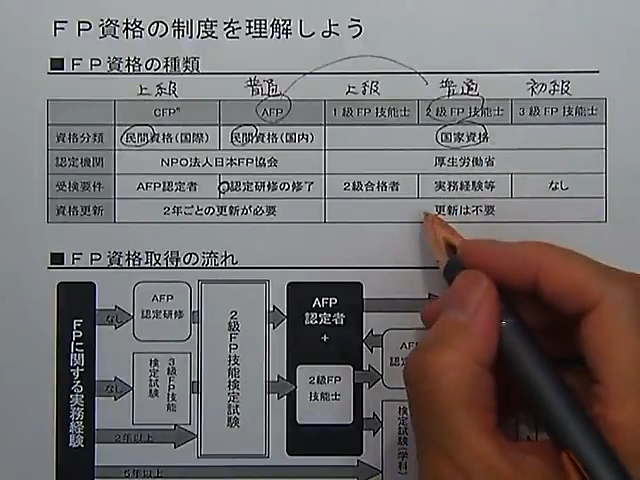 FP資格の制度を理解しよう
■FP資格の種類
上級 普通 上級 普通 初級
CFP® AFP 1級FP技能士 2級FP技能士 3級FP技能士
資格分類 民間資格(国際) 民間資格(国内) 国家資格
認定機関 NPO法人日本FP協会 厚生労働省
受検要件 AFP認定者 認定研修の修了 2級合格者 実務経験等 なし
資格更新 2年ごとの更新が必要 更新は不要
■FP資格取得の流れ
FPに関する実務経験
なし
AFP
認定研修
なし
3級FP技能
検定試験
2年以上
5年以上
2級FP技能検定試験
AFP
認定者
+
2級FP
技能士
AFP
検定試験(学科)